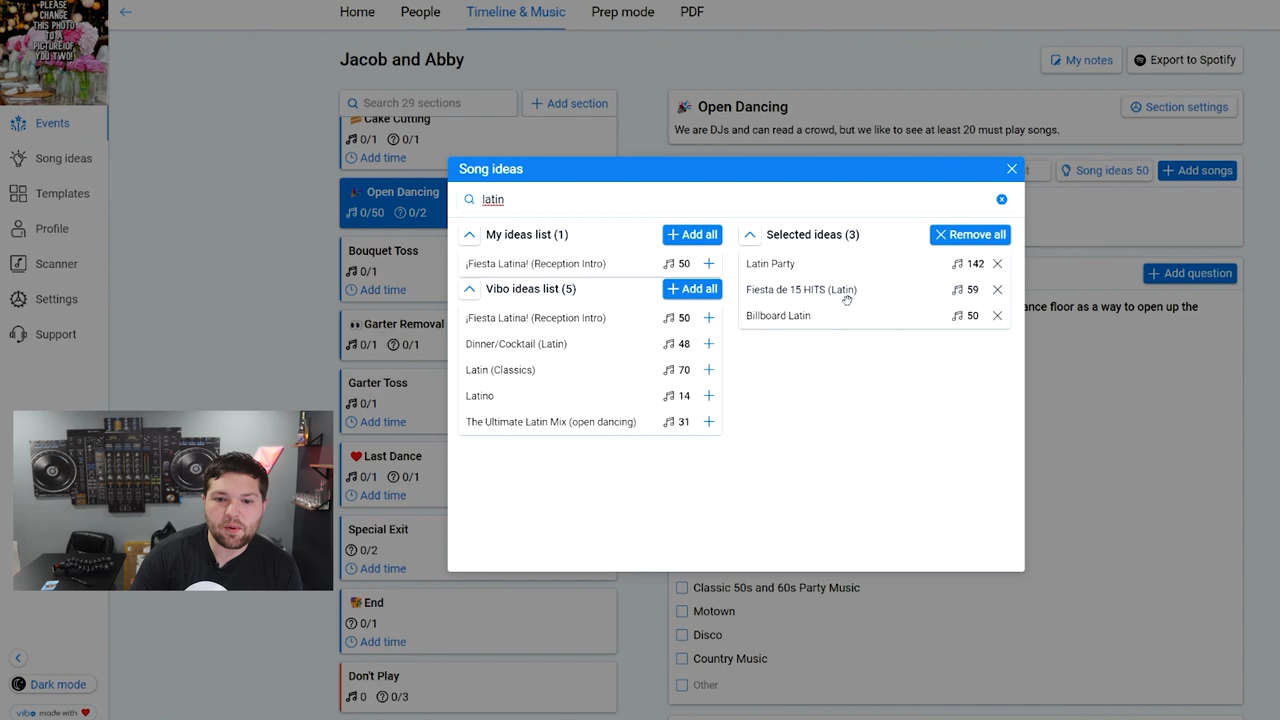 PLEASE
CHANGE
THIS PHOTO
TO A
PICTURE OF
YOU TWO!
Home
People
Timeline & Music
Prep mode
PDF
Jacob and Abby
My notes
Export to Spotify
Search 29 sections
Add section
Events
Song ideas
Templates
Profile
Scanner
Settings
Support
Dark mode
vibo made with
Cake Cutting
0/1 0/1
Add time
Open Dancing
0/50 0/2
Bouquet Toss
0/1
Add time
Garter Removal
0/1 0/1
Garter Toss
0/1
Add time
Last Dance
0/1 0/1
Add time
Special Exit
0/2
Add time
End
0/1
Add time
Don't Play
0 0/3
Open Dancing
Section settings
We are DJs and can read a crowd, but we like to see at least 20 must play songs.
Song ideas 50
Add songs
Add question
ance floor as a way to open up the
Classic 50s and 60s Party Music
Motown
Disco
Country Music
Other
Song ideas
latin
My ideas list (1)
Add all
¡Fiesta Latina! (Reception Intro) 50
Vibo ideas list (5)
Add all
¡Fiesta Latina! (Reception Intro) 50
Dinner/Cocktail (Latin) 48
Latin (Classics) 70
Latino 14
The Ultimate Latin Mix (open dancing) 31
Selected ideas (3)
Remove all
Latin Party 142
Fiesta de 15 HITS (Latin) 59
Billboard Latin 50